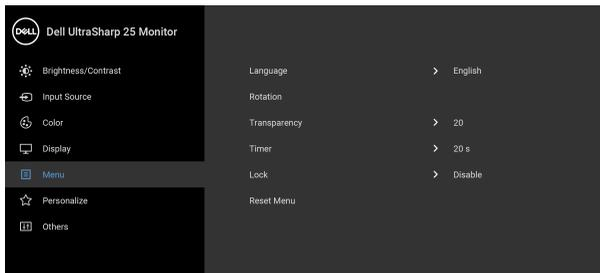 DELL Dell UltraSharp 25 Monitor
Brightness/Contrast
Input Source
Color
Display
Menu
Personalize
Others
Language > English
Rotation
Transparency > 20
Timer > 20 s
Lock > Disable
Reset Menu